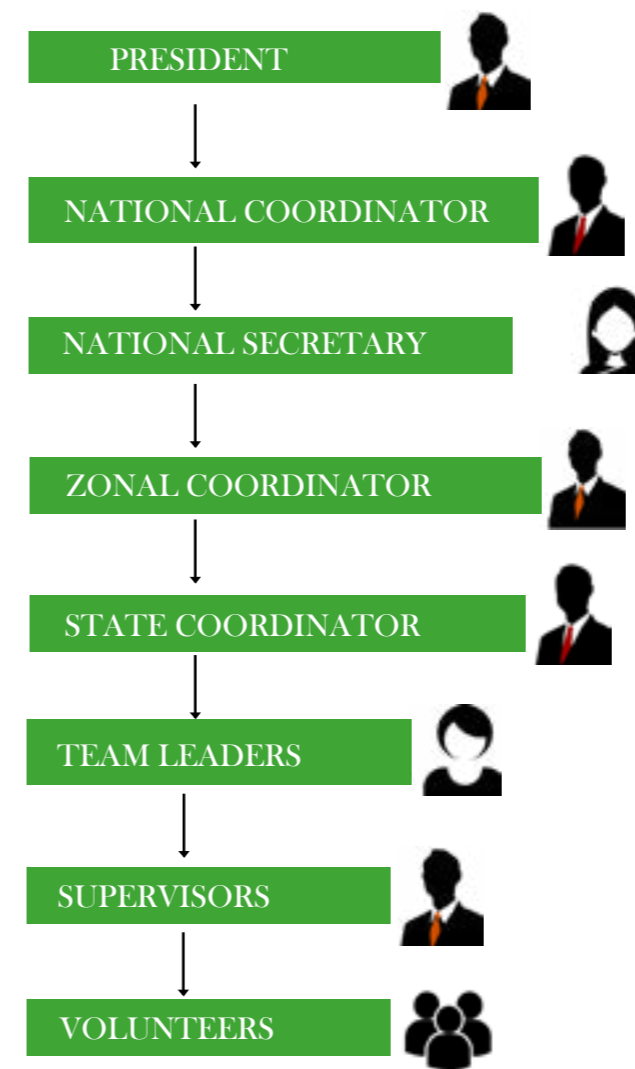 PRESIDENT
NATIONAL COORDINATOR
NATIONAL SECRETARY
ZONAL COORDINATOR
STATE COORDINATOR
TEAM LEADERS
SUPERVISORS
VOLUNTEERS